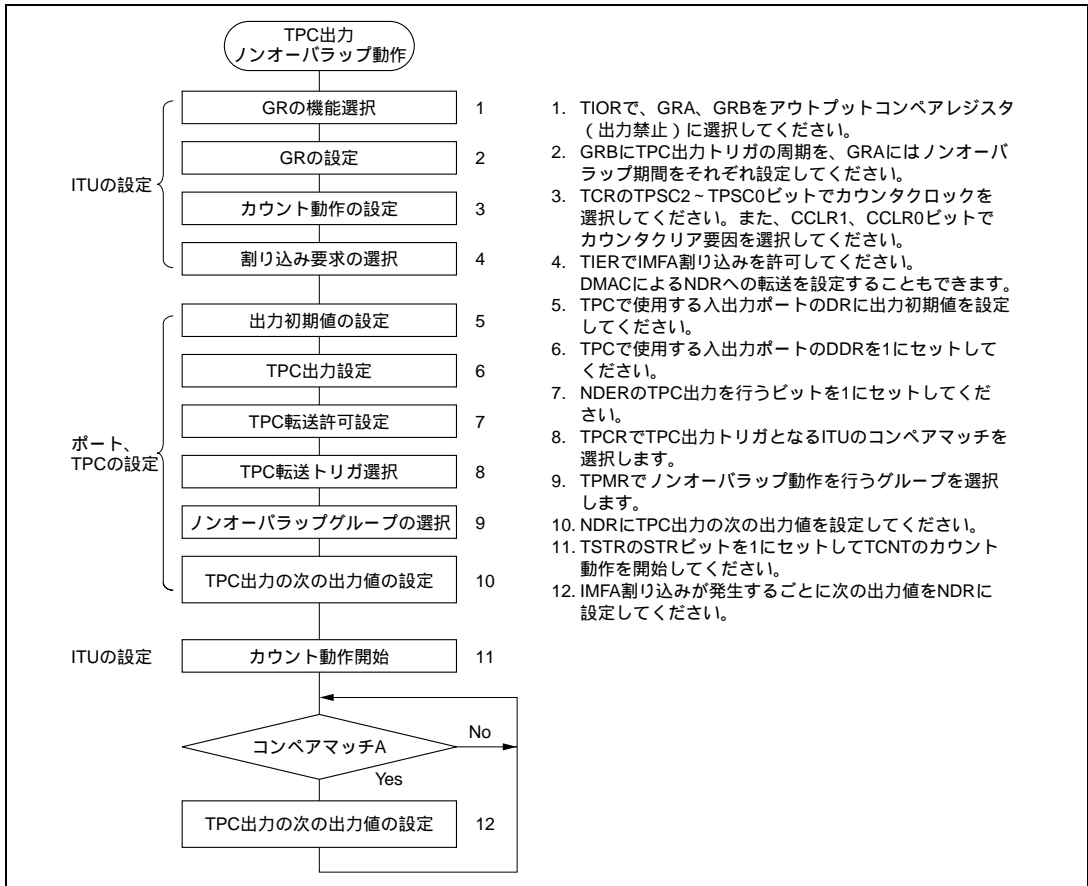 TPC出力
ノンオーバラップ動作
ITUの設定
GRの機能選択 1
GRの設定 2
カウント動作の設定 3
割り込み要求の選択 4
ポート、
TPCの設定
出力初期値の設定 5
TPC出力設定 6
TPC転送許可設定 7
TPC転送トリガ選択 8
ノンオーバラップグループの選択 9
TPC出力の次の出力値の設定 10
ITUの設定
カウント動作開始 11
コンペアマッチA
No
Yes
TPC出力の次の出力値の設定 12
1. TIORで、GRA、GRBをアウトプットコンペアレジスタ
（出力禁止）に選択してください。
2. GRBにTPC出力トリガの周期を、GRAにはノンオーバ
ラップ期間をそれぞれ設定してください。
3. TCRのTPSC2～TPSC0ビットでカウンタクロックを
選択してください。また、CCLR1、CCLR0ビットで
カウンタクリア要因を選択してください。
4. TIERでIMFA割り込みを許可してください。
DMACによるNDRへの転送を設定することもできます。
5. TPCで使用する入出力ポートのDRに出力初期値を設定
してください。
6. TPCで使用する入出力ポートのDDRを1にセットして
ください。
7. NDERのTPC出力を行うビットを1にセットしてくだ
さい。
8. TPCRでTPC出力トリガとなるITUのコンペアマッチを
選択します。
9. TPMRでノンオーバラップ動作を行うグループを選択
します。
10. NDRにTPC出力の次の出力値を設定してください。
11. TSTRのSTRビットを1にセットしてTCNTのカウント
動作を開始してください。
12. IMFA割り込みが発生するごとに次の出力値をNDRに
設定してください。